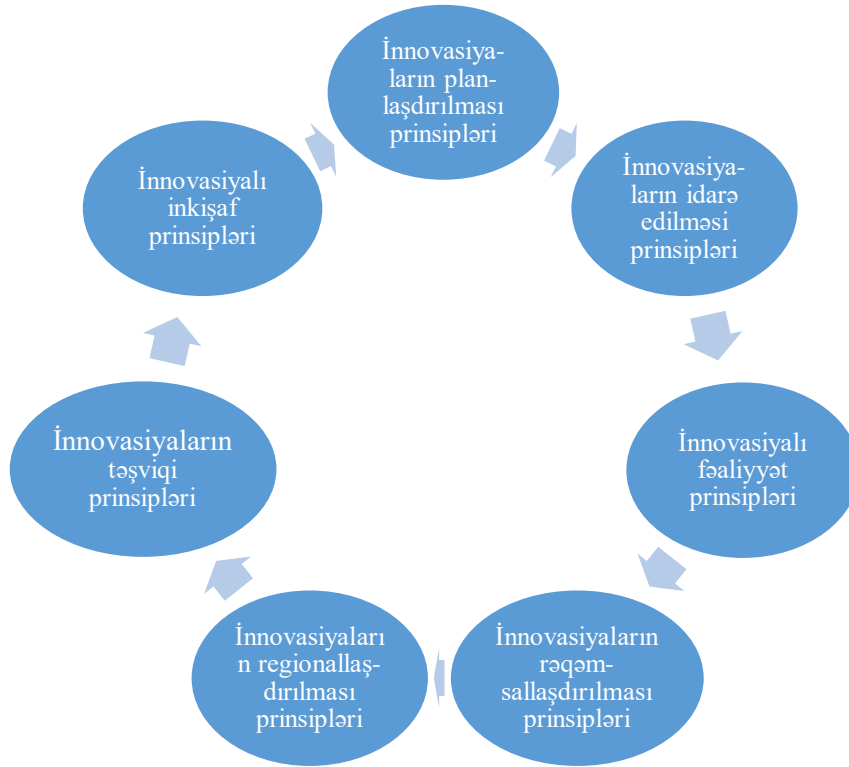 İnnovasiya-
ların plan-
laşdırılması
prinsipləri
İnnovasiya-
ların idarə
edilməsi
prinsipləri
İnnovasiyalı
fəaliyyət
prinsipləri
İnnovasiyaların
rəqəm-
sallaşdırılması
prinsipləri
İnnovasiyaları
n regionallaş-
dırılması
prinsipləri
İnnovasiyaların
təşviqi
prinsipləri
İnnovasiyalı
inkişaf
prinsipləri